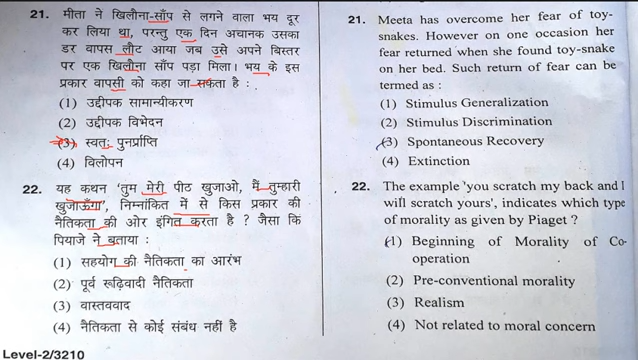 21. मीता ने खिलौना-साँप से लगने वाला भय दूर
कर लिया था, परन्तु एक दिन अचानक उसका
डर वापस लौट आया जब उसे अपने बिस्तर
पर एक खिलौना साँप पड़ा मिला। भय के इस
प्रकार वापसी को कहा जा सकता है :
(1) उद्दीपक सामान्यीकरण
(2) उद्दीपक विभेदन
(3) स्वतः पुनर्प्राप्ति
(4) विलोपन
22. यह कथन 'तुम मेरी पीठ खुजाओ, मैं तुम्हारी
खुजाऊँगा', निम्नांकित में से किस प्रकार की
नैतिकता की ओर इंगित करता है ? जैसा कि
पियाजे ने बताया :
(1) सहयोग की नैतिकता का आरंभ
(2) पूर्व रूढ़िवादी नैतिकता
(3) वास्तववाद
(4) नैतिकता से कोई संबंध नहीं है
Level-2/3210
21. Meeta has overcome her fear of toy-
snakes. However on one occasion her
fear returned when she found toy-snake
on her bed. Such return of fear can be
termed as :
(1) Stimulus Generalization
(2) Stimulus Discrimination
(3) Spontaneous Recovery
(4) Extinction
22. The example 'you scratch my back and I
will scratch yours', indicates which type
of morality as given by Piaget ?
(1) Beginning of Morality of Co-
operation
(2) Pre-conventional morality
(3) Realism
(4) Not related to moral concern